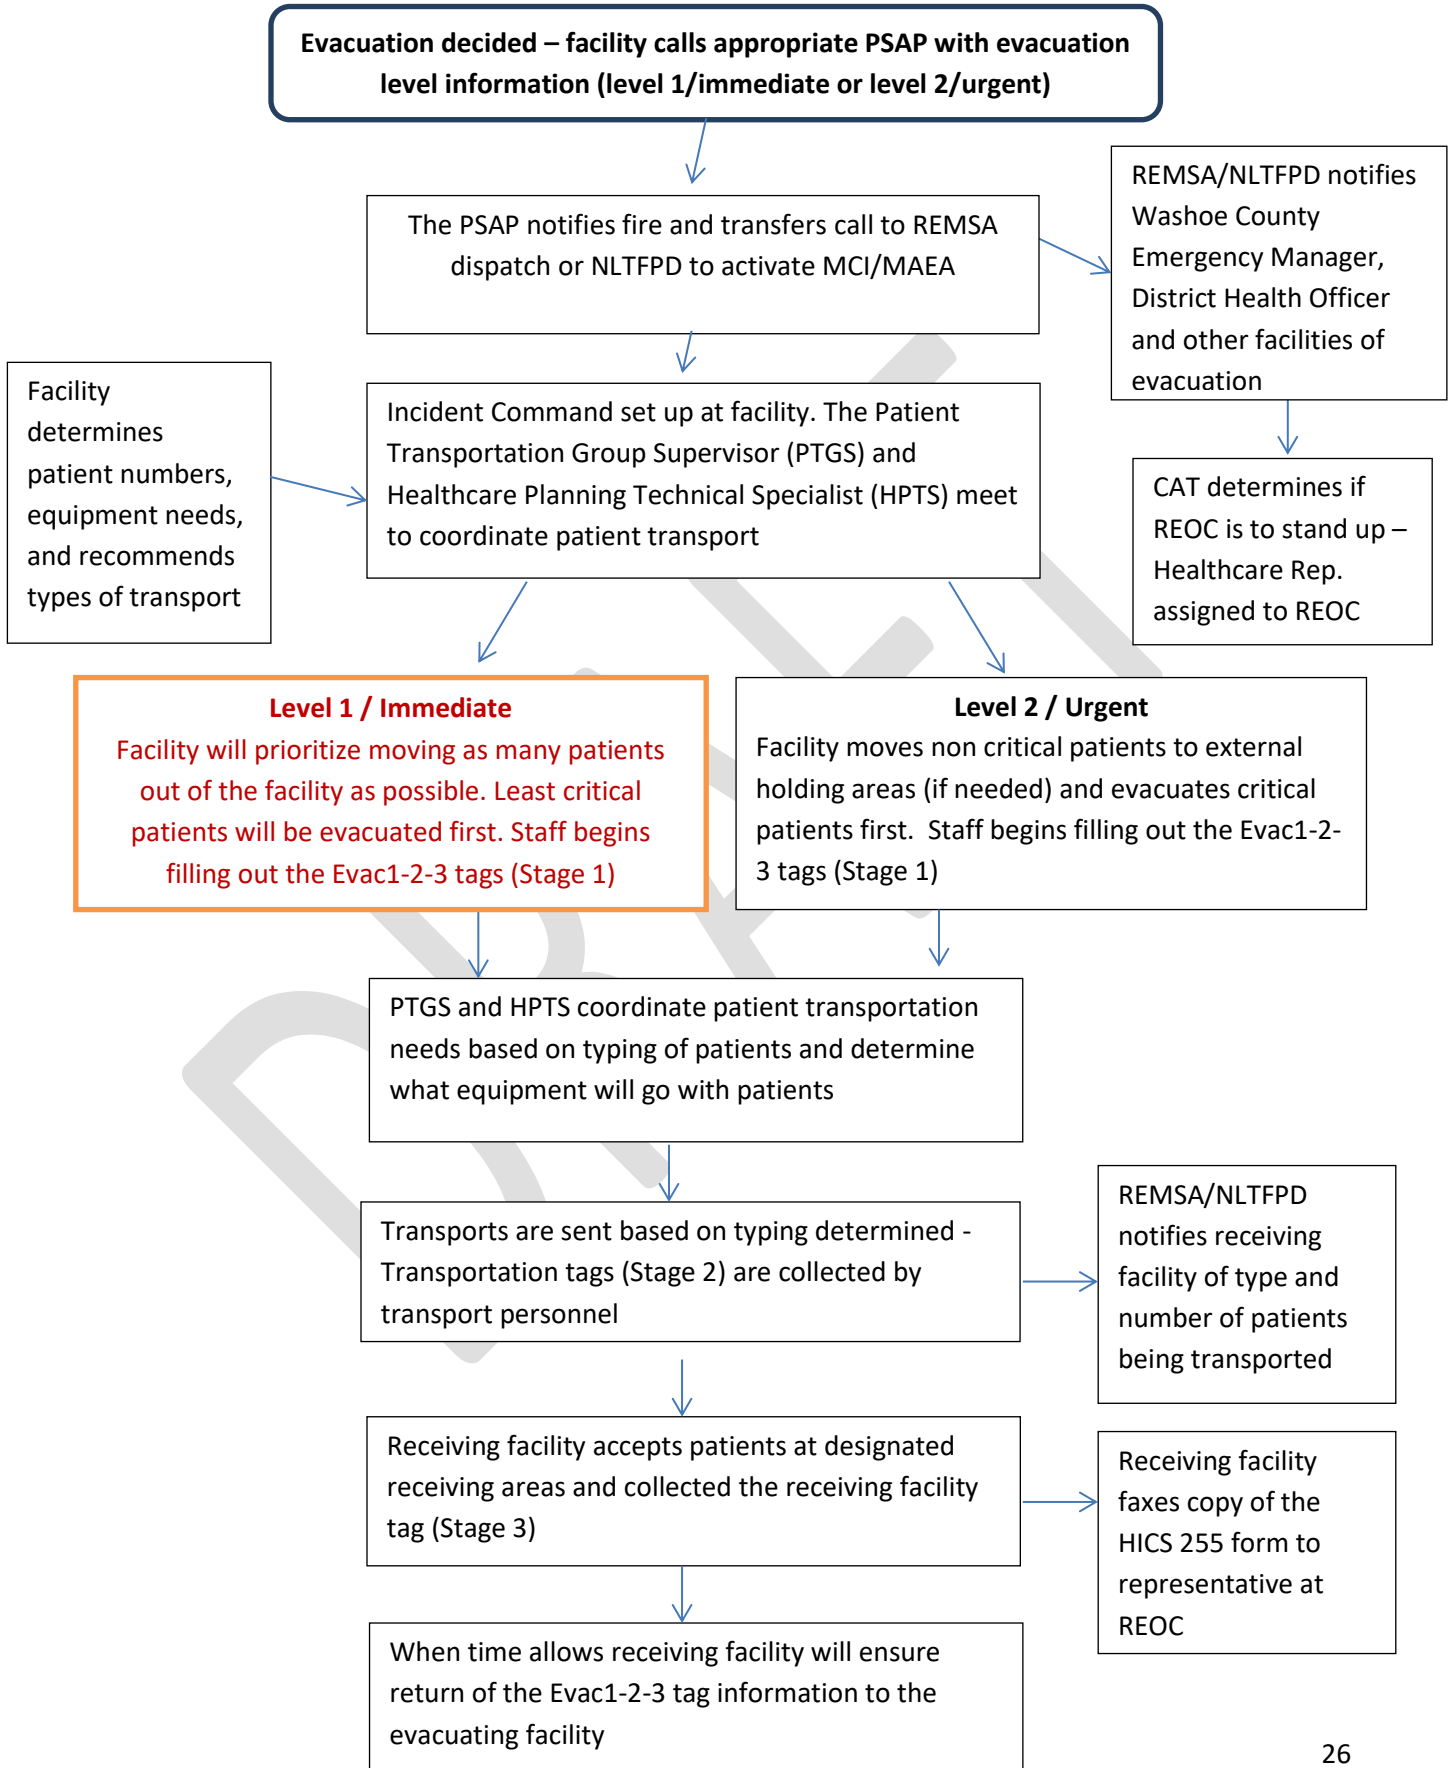 Evacuation decided – facility calls appropriate PSAP with evacuation
level information (level 1/immediate or level 2/urgent)
The PSAP notifies fire and transfers call to REMSA
dispatch or NLTFPD to activate MCI/MAEA
REMSA/NLTFPD notifies
Washoe County
Emergency Manager,
District Health Officer
and other facilities of
evacuation
Facility
determines
patient numbers,
equipment needs,
and recommends
types of transport
Incident Command set up at facility. The Patient
Transportation Group Supervisor (PTGS) and
Healthcare Planning Technical Specialist (HPTS) meet
to coordinate patient transport
CAT determines if
REOC is to stand up –
Healthcare Rep.
assigned to REOC
Level 1 / Immediate
Facility will prioritize moving as many patients
out of the facility as possible. Least critical
patients will be evacuated first. Staff begins
filling out the Evac1-2-3 tags (Stage 1)
Level 2 / Urgent
Facility moves non critical patients to external
holding areas (if needed) and evacuates critical
patients first.  Staff begins filling out the Evac1-2-
3 tags (Stage 1)
PTGS and HPTS coordinate patient transportation
needs based on typing of patients and determine
what equipment will go with patients
Transports are sent based on typing determined -
Transportation tags (Stage 2) are collected by
transport personnel
REMSA/NLTFPD
notifies receiving
facility of type and
number of patients
being transported
Receiving facility accepts patients at designated
receiving areas and collected the receiving facility
tag (Stage 3)
Receiving facility
faxes copy of the
HICS 255 form to
representative at
REOC
When time allows receiving facility will ensure
return of the Evac1-2-3 tag information to the
evacuating facility
26
DRAFT